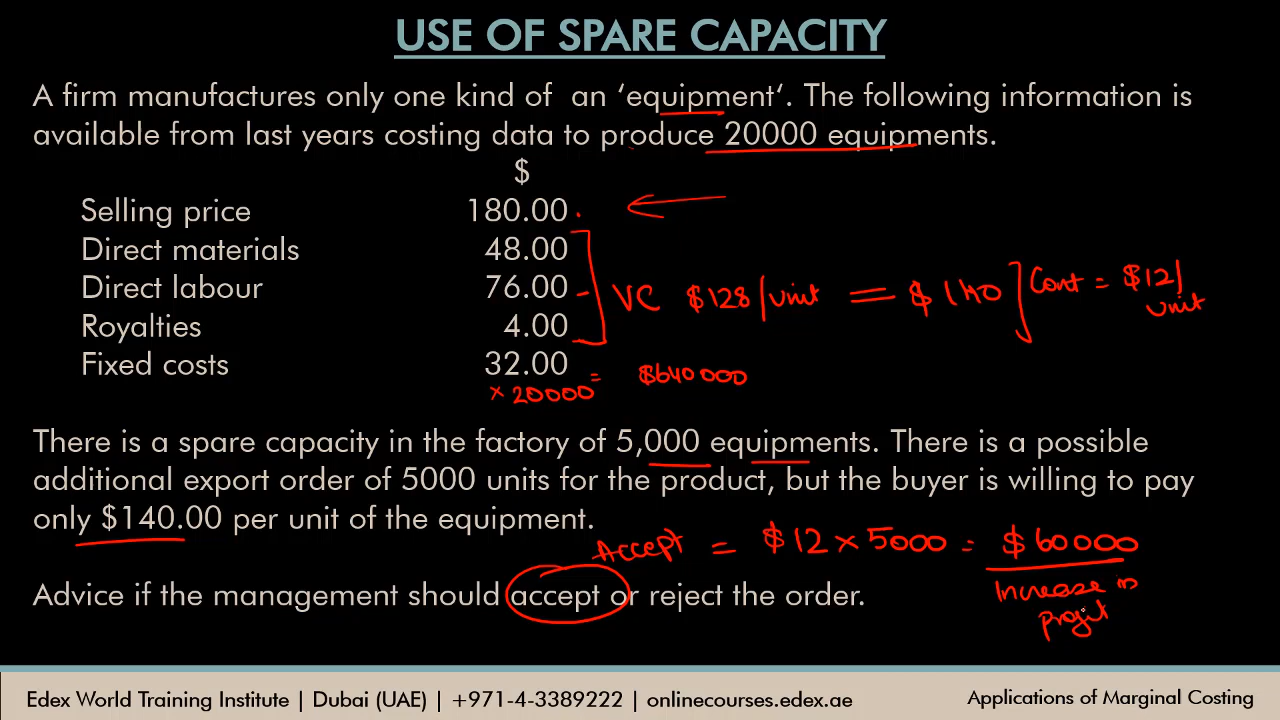 USE OF SPARE CAPACITY
A firm manufactures only one kind of an ‘equipment‘. The following information is
available from last years costing data to produce 20000 equipments.
$
Selling price 180.00
Direct materials 48.00
Direct labour 76.00
Royalties 4.00
VC $128/unit = $140 Cont = $12/
unit
Fixed costs 32.00
× 20000 = $640000
There is a spare capacity in the factory of 5,000 equipments. There is a possible
additional export order of 5000 units for the product, but the buyer is willing to pay
only $140.00 per unit of the equipment.
Accept = $12 × 5000 = $60000
Increase in
profit
Advice if the management should accept or reject the order.
Edex World Training Institute | Dubai (UAE) | +971-4-3389222 | onlinecourses.edex.ae
Applications of Marginal Costing